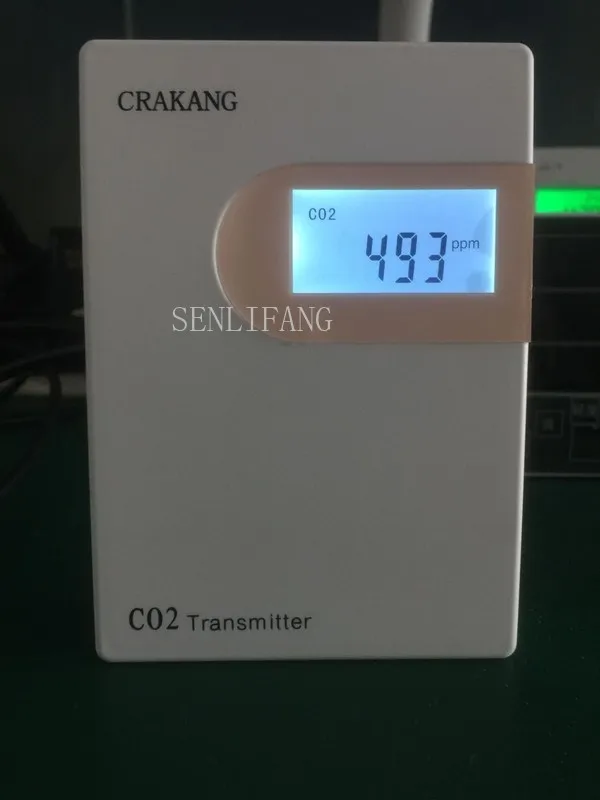 CRAKANG
CO2
493 ppm
SENLIFANG
CO2 Transmitter